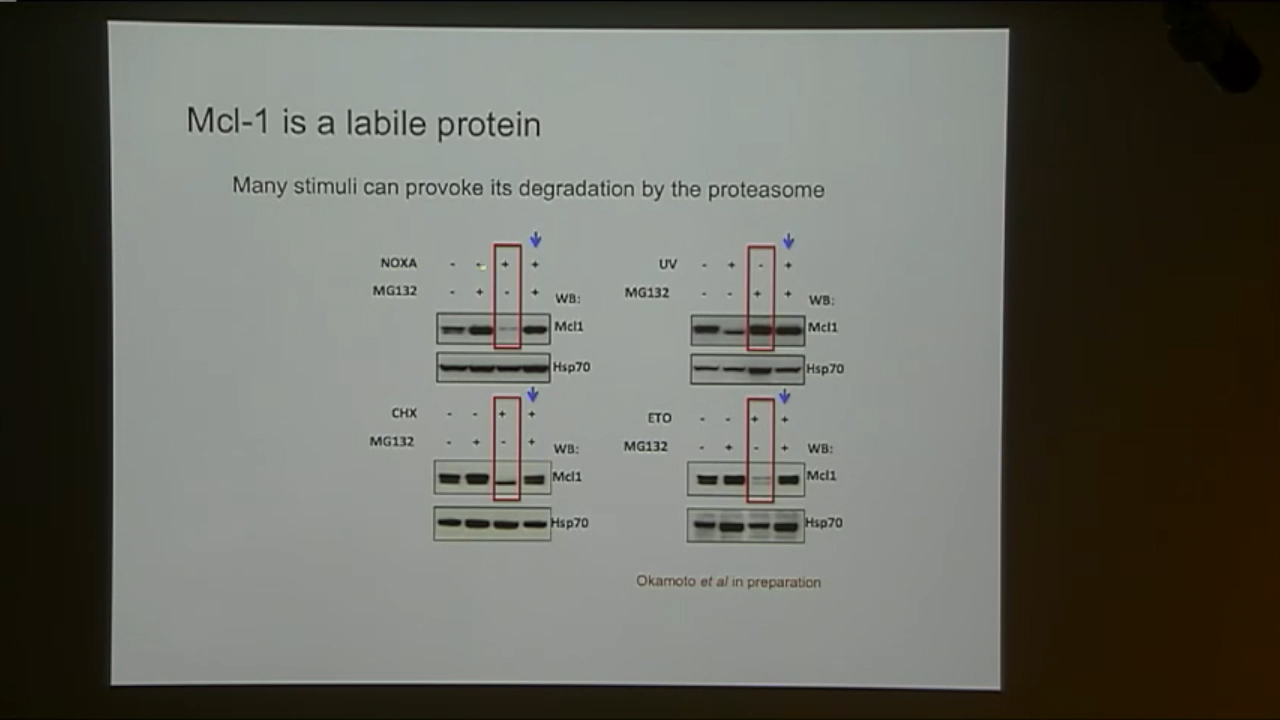 Mcl-1 is a labile protein
Many stimuli can provoke its degradation by the proteasome
NOXA - - + +
MG132 - + - + WB:
Mcl1
Hsp70
UV - + - +
MG132 - - + + WB:
Mcl1
Hsp70
CHX - - + +
MG132 - + - + WB:
Mcl1
Hsp70
ETO - - + +
MG132 - + - + WB:
Mcl1
Hsp70
Okamoto et al in preparation